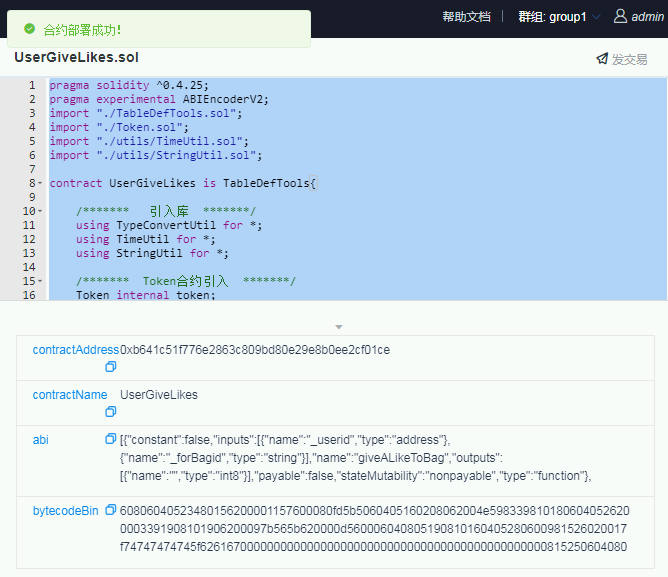 帮助文档 群组: group1 admin
合约部署成功！
UserGiveLikes.sol 发交易
1 pragma solidity ^0.4.25;
2 pragma experimental ABIEncoderV2;
3 import "./TableDefTools.sol";
4 import "./Token.sol";
5 import "./utils/TimeUtil.sol";
6 import "./utils/StringUtil.sol";
7
8 contract UserGiveLikes is TableDefTools{
9
10 /******* 引入库 *******/
11 using TypeConvertUtil for *;
12 using TimeUtil for *;
13 using StringUtil for *;
14
15 /******* Token合约引入 *******/
16 Token internal token;
contractAddress 0xb641c51f776e2863c809bd80e29e8b0ee2cf01ce
contractName UserGiveLikes
abi [{"constant":false,"inputs":[{"name":"_userid","type":"address"},
{"name":"_forBagid","type":"string"}],"name":"giveALikeToBag","outputs":
[{"name":"","type":"int8"}],"payable":false,"stateMutability":"nonpayable","type":"function"},
bytecodeBin